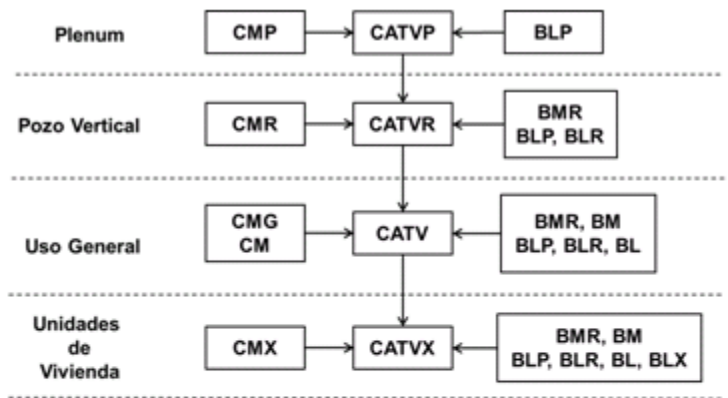 Plenum
CMP
CATVP
BLP
Pozo Vertical
CMR
CATVR
BMR
BLP, BLR
Uso General
CMG
CM
CATV
BMR, BM
BLP, BLR, BL
Unidades
de
Vivienda
CMX
CATVX
BMR, BM
BLP, BLR, BL, BLX